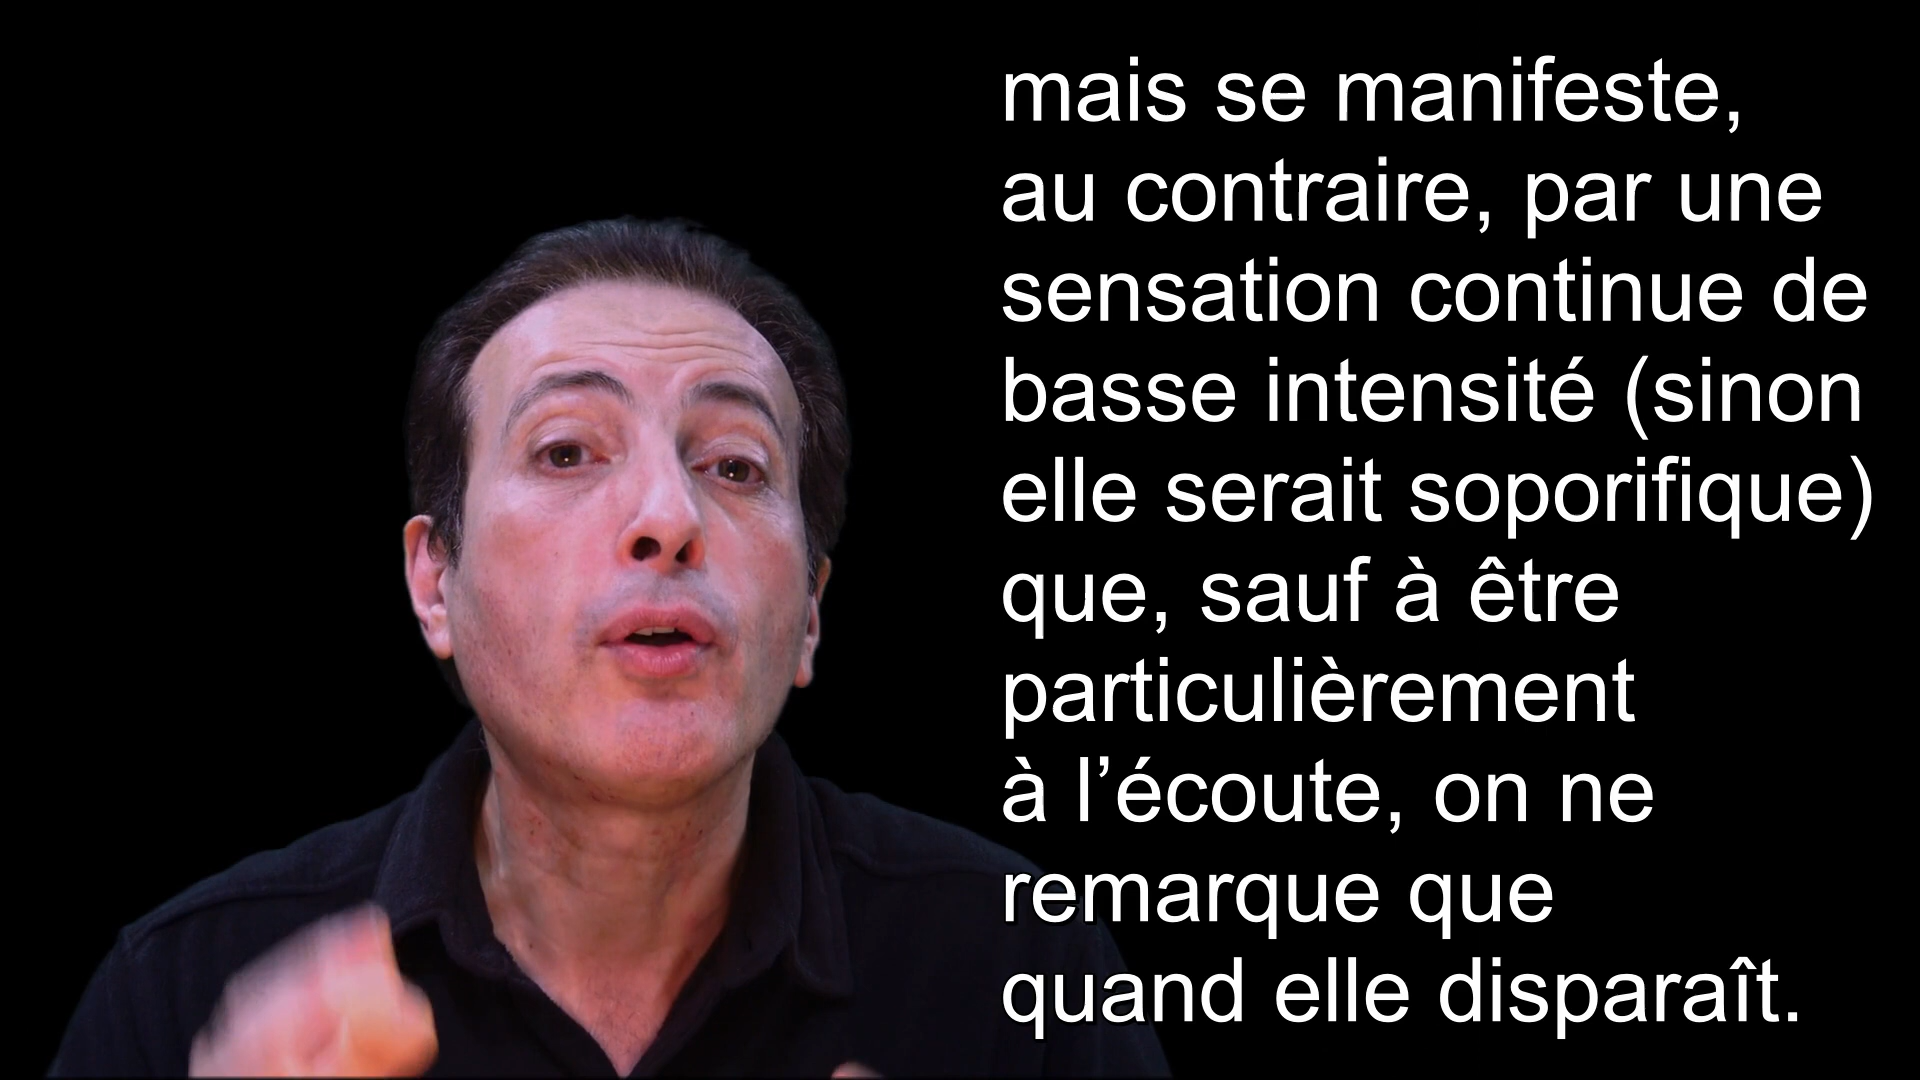 mais se manifeste,
au contraire, par une
sensation continue de
basse intensité (sinon
elle serait soporifique)
que, sauf à être
particulièrement
à l’écoute, on ne
remarque que
quand elle disparaît.